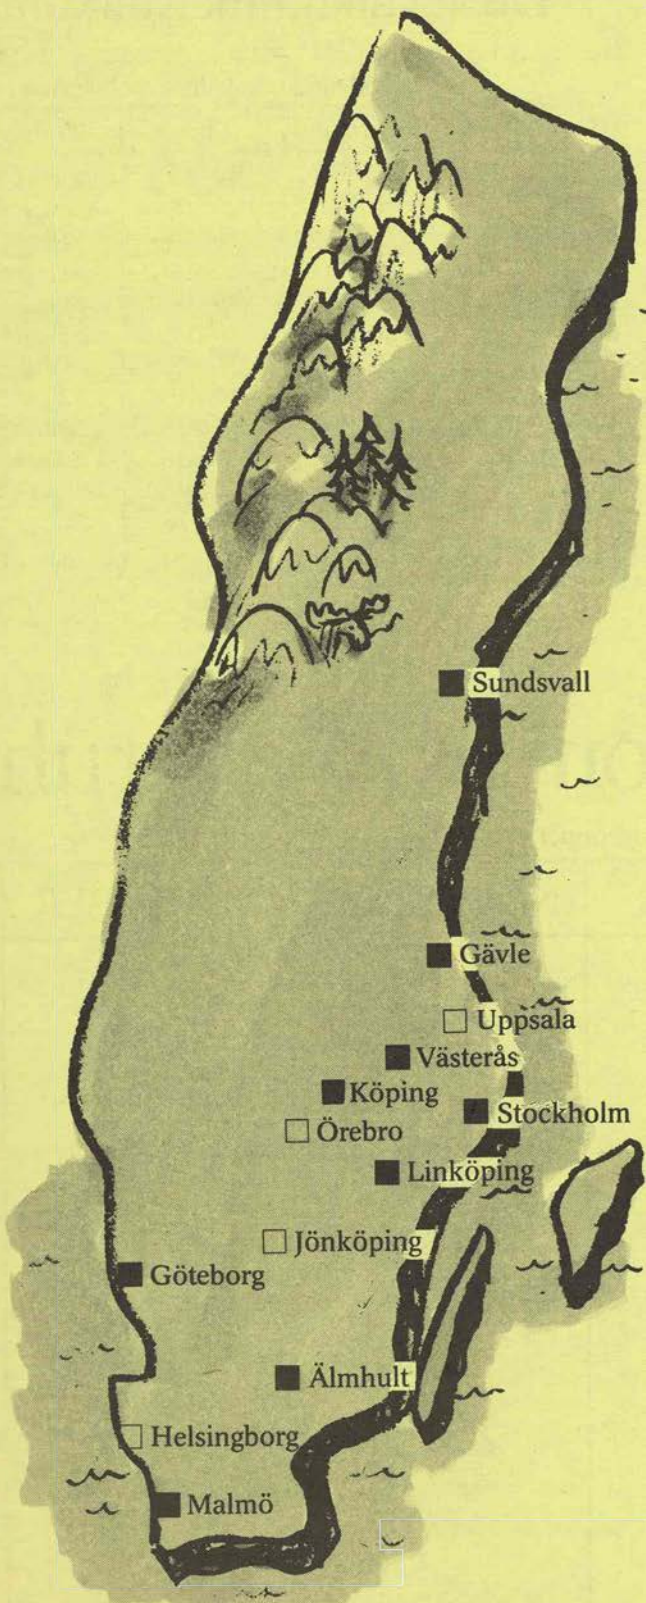 Sundsvall
Gävle
Uppsala
Västerås
Köping
Stockholm
Örebro
Linköping
Jönköping
Göteborg
Älmhult
Helsingborg
Malmö